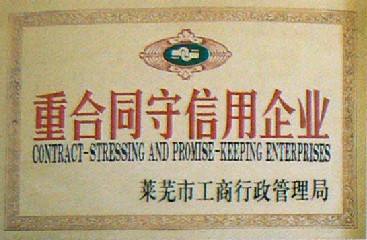 重合同守信用企业
CONTRACT-STRESSING AND PROMISE-KEEPING ENTERPRISES
莱芜市工商行政管理局